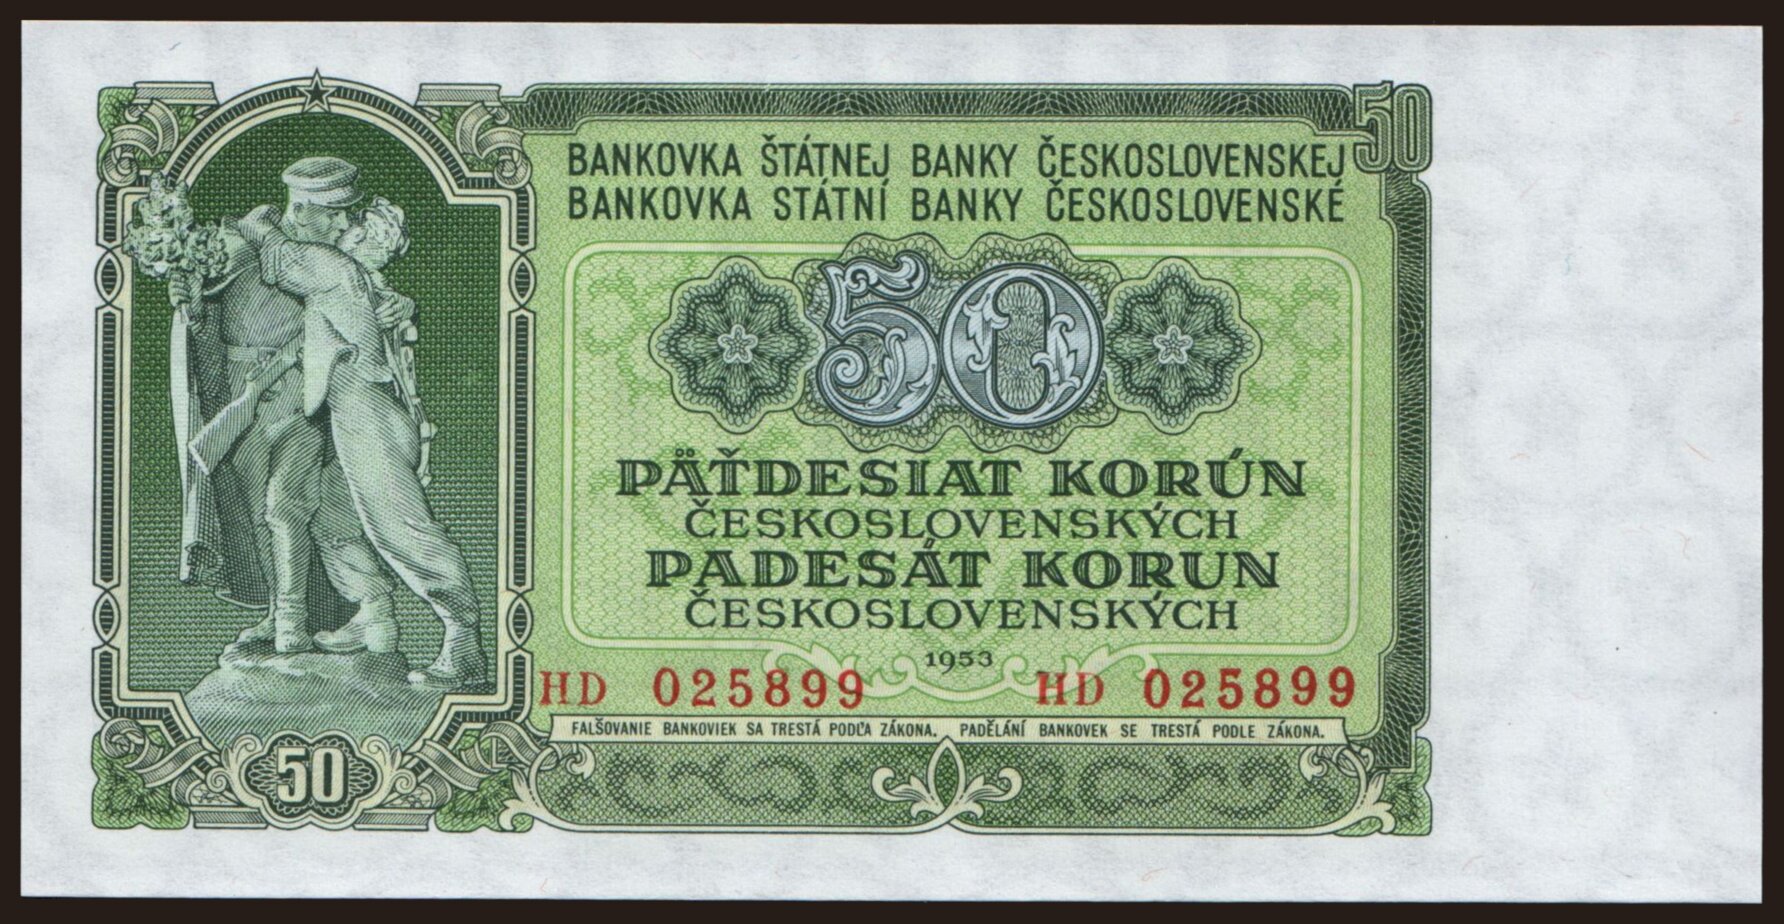 50
BANKOVKA ŠTÁTNEJ BANKY ČESKOSLOVENSKEJ
BANKOVKA STÁTNÍ BANKY ČESKOSLOVENSKÉ
50
PÄŤDESIAT KORÚN
ČESKOSLOVENSKÝCH
PADESÁT KORUN
ČESKOSLOVENSKÝCH
1953
HD 025899 HD 025899
FALŠOVANIE BANKOVIEK SA TRESTÁ PODĽA ZÁKONA. PADĚLÁNÍ BANKOVEK SE TRESTÁ PODLE ZÁKONA.
50